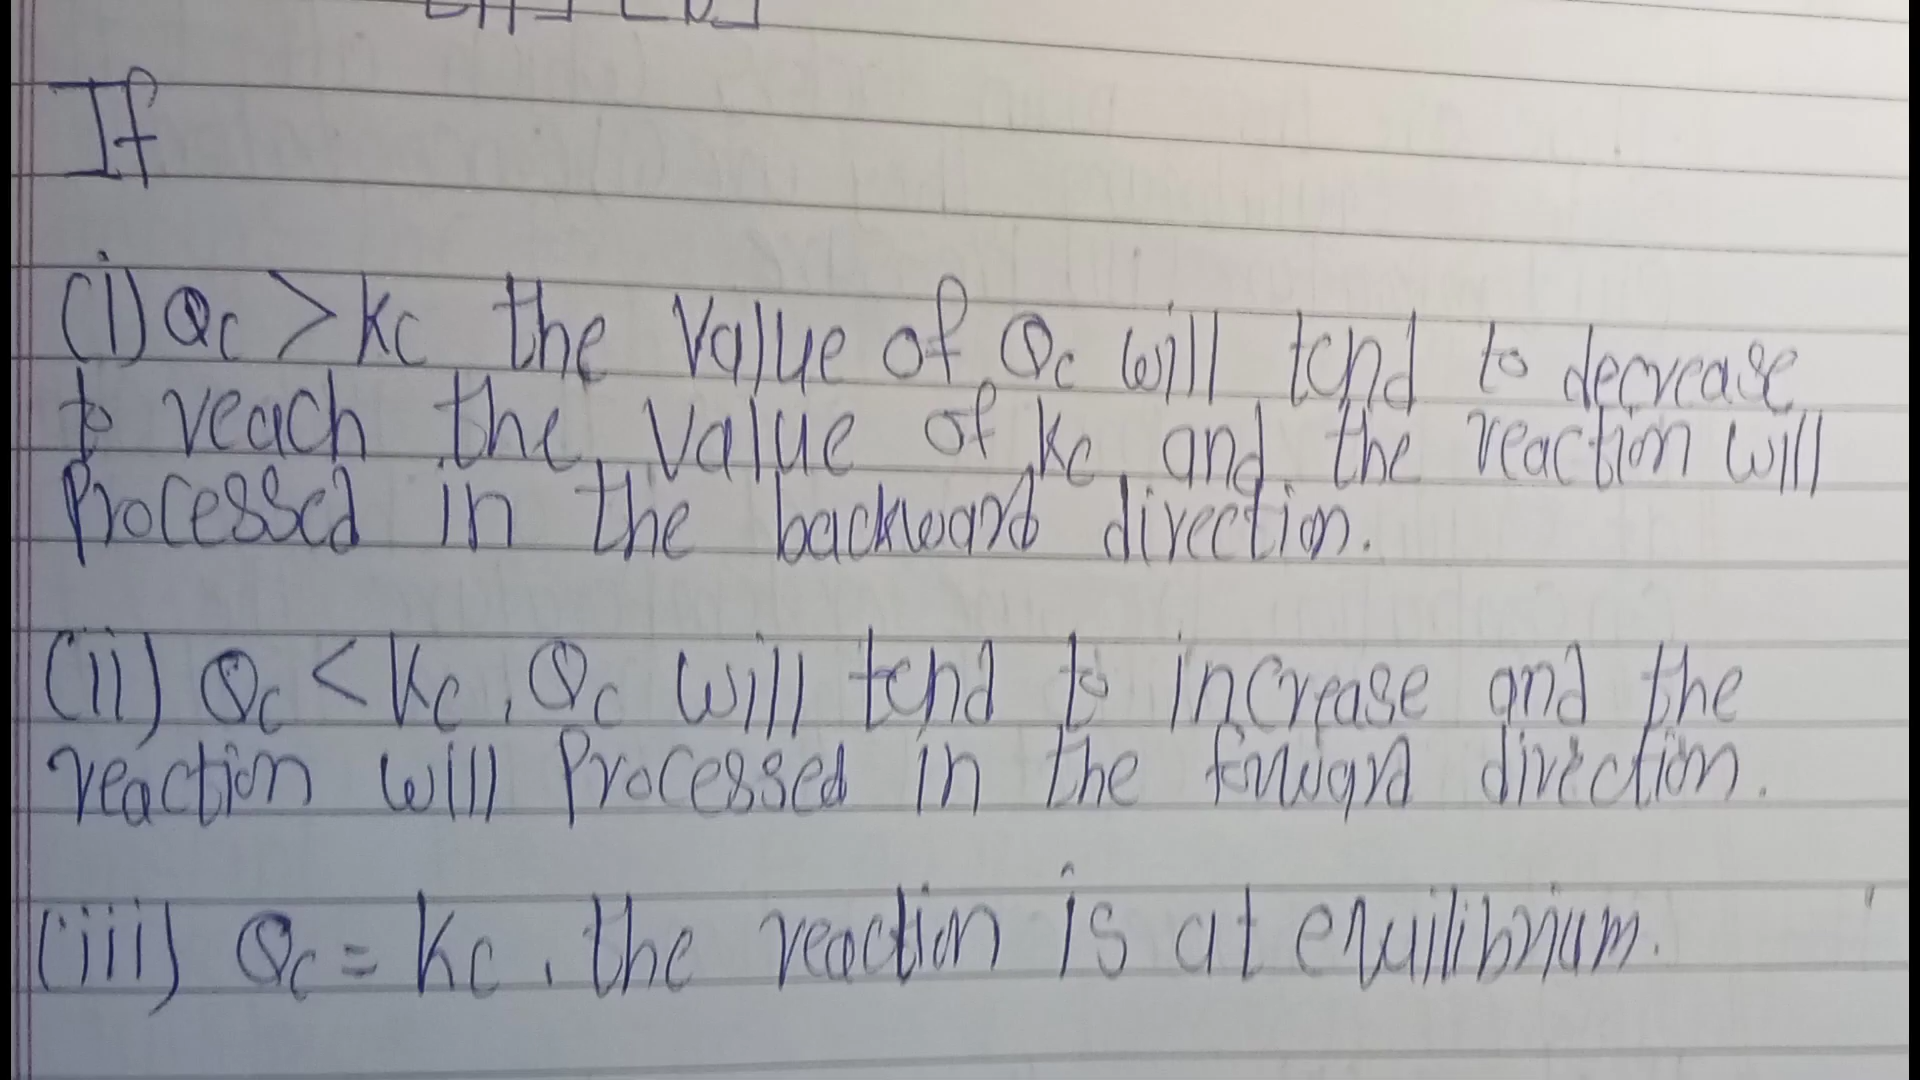 If
(i) Qc > Kc the value of Qc will tend to decrease
to reach the value of Kc and the reaction will
Processed in the backward direction.
(ii) Qc < Kc, Qc will tend to increase and the
reaction will Processed in the forward direction.
(iii) Qc = Kc, the reaction is at equilibrium.